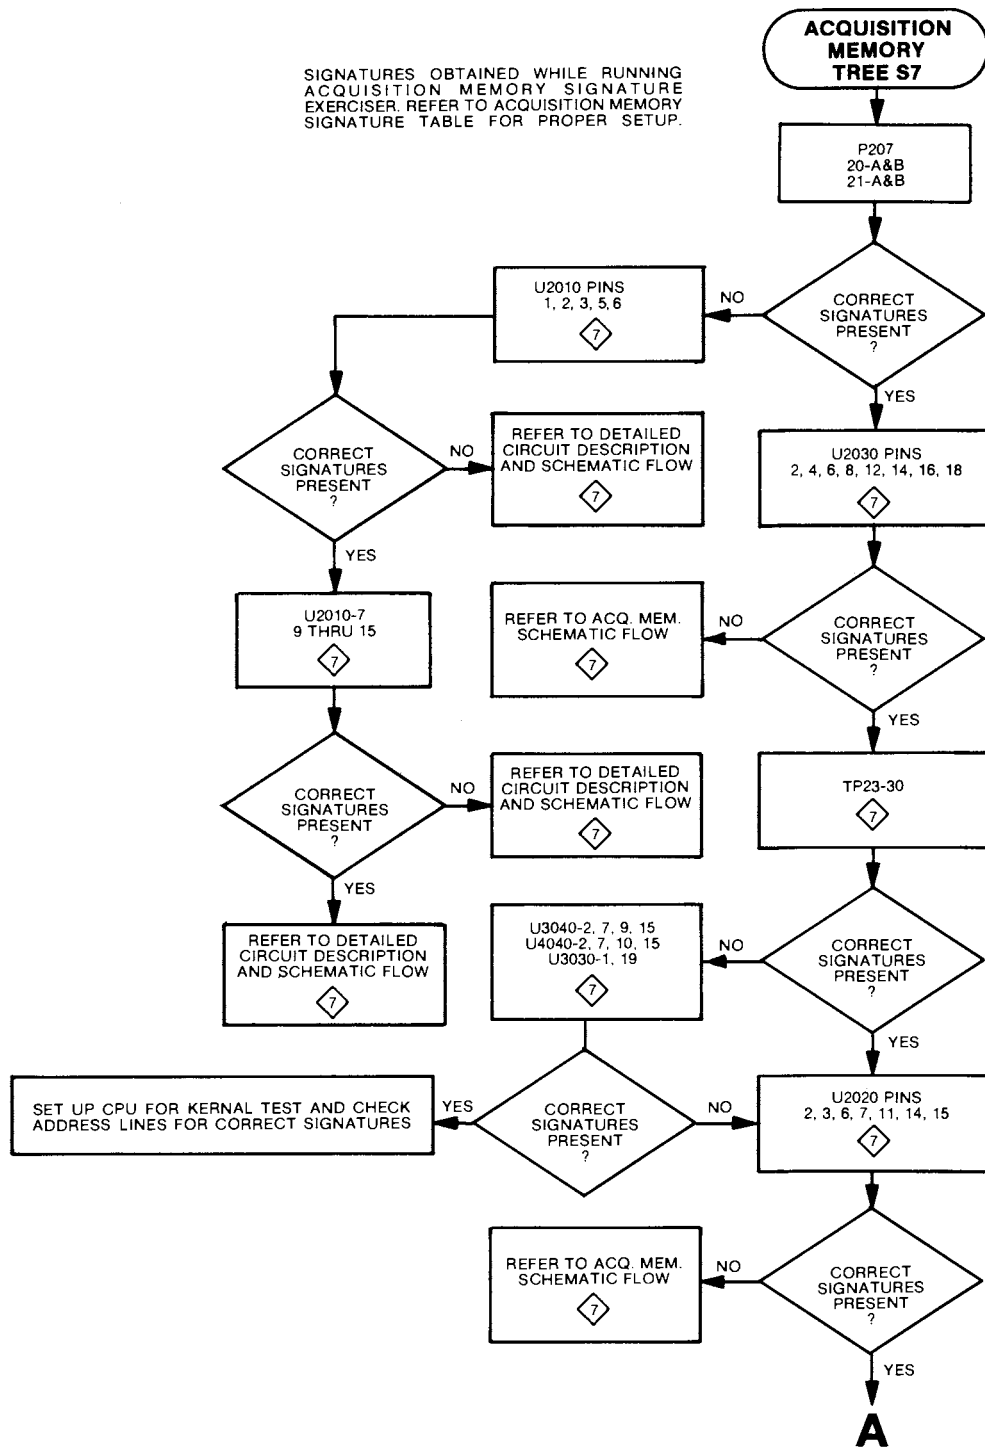 ACQUISITION
MEMORY
TREE S7
SIGNATURES OBTAINED WHILE RUNNING
ACQUISITION MEMORY SIGNATURE
EXERCISER. REFER TO ACQUISITION MEMORY
SIGNATURE TABLE FOR PROPER SETUP.
P207
20-A&B
21-A&B
U2010 PINS
1, 2, 3, 5,6
7
NO
CORRECT
SIGNATURES
PRESENT
?
YES
CORRECT
SIGNATURES
PRESENT
?
NO
REFER TO DETAILED
CIRCUIT DESCRIPTION
AND SCHEMATIC FLOW
7
U2030 PINS
2, 4, 6, 8, 12, 14, 16, 18
7
YES
U2010-7
9 THRU 15
7
REFER TO ACQ. MEM.
SCHEMATIC FLOW
7
NO
CORRECT
SIGNATURES
PRESENT
?
YES
CORRECT
SIGNATURES
PRESENT
?
NO
REFER TO DETAILED
CIRCUIT DESCRIPTION
AND SCHEMATIC FLOW
7
TP23-30
7
YES
REFER TO DETAILED
CIRCUIT DESCRIPTION
AND SCHEMATIC FLOW
7
U3040-2, 7, 9, 15
U4040-2, 7, 10, 15
U3030-1, 19
7
NO
CORRECT
SIGNATURES
PRESENT
?
YES
SET UP CPU FOR KERNAL TEST AND CHECK
ADDRESS LINES FOR CORRECT SIGNATURES
YES
CORRECT
SIGNATURES
PRESENT
?
NO
U2020 PINS
2, 3, 6, 7, 11, 14, 15
7
REFER TO ACQ. MEM.
SCHEMATIC FLOW
7
NO
CORRECT
SIGNATURES
PRESENT
?
YES
A